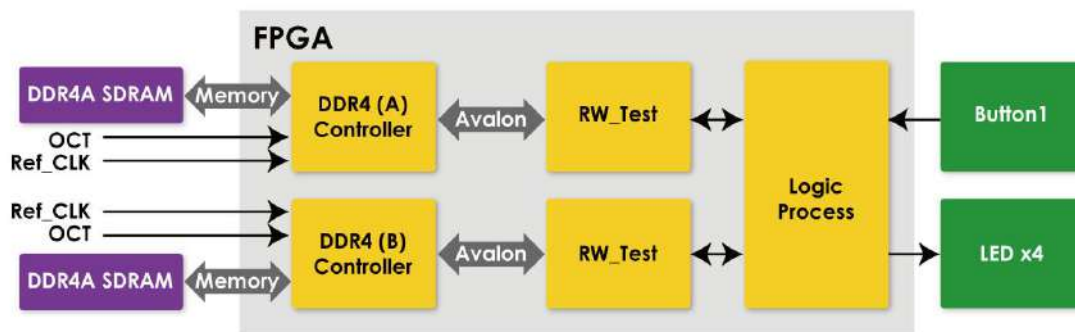 FPGA
DDR4A SDRAM
Memory
OCT
Ref_CLK
DDR4 (A)
Controller
Avalon
RW_Test
Button1
Logic
Process
Ref_CLK
OCT
DDR4A SDRAM
Memory
DDR4 (B)
Controller
Avalon
RW_Test
LED x4